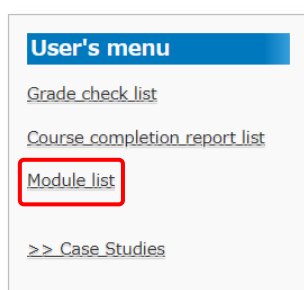 User's menu
Grade check list
Course completion report list
Module list
>> Case Studies